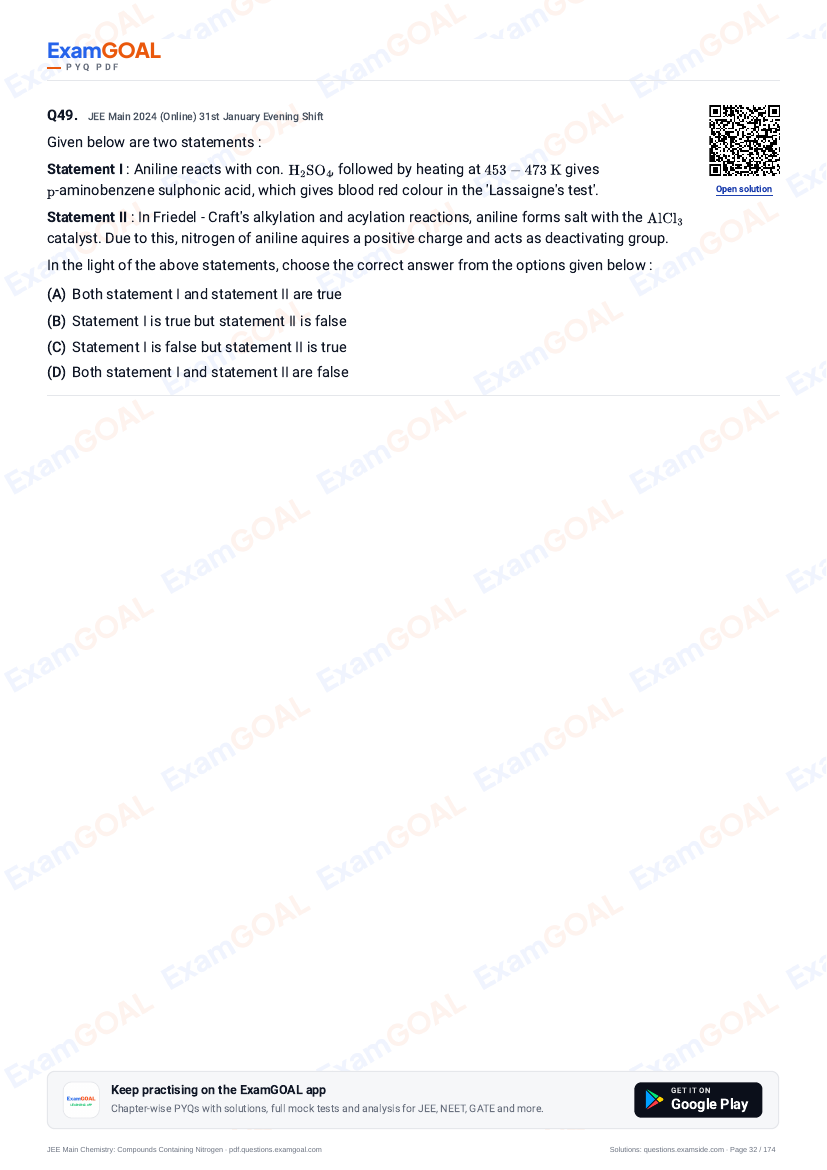 ExamGOAL
PYQ PDF
Q49. JEE Main 2024 (Online) 31st January Evening Shift
Given below are two statements :
Statement I : Aniline reacts with con. H₂SO₄, followed by heating at 453 − 473 K gives
p-aminobenzene sulphonic acid, which gives blood red colour in the 'Lassaigne's test'.
Open solution
Statement II : In Friedel - Craft's alkylation and acylation reactions, aniline forms salt with the AlCl₃
catalyst. Due to this, nitrogen of aniline aquires a positive charge and acts as deactivating group.
In the light of the above statements, choose the correct answer from the options given below :
(A) Both statement I and statement II are true
(B) Statement I is true but statement II is false
(C) Statement I is false but statement II is true
(D) Both statement I and statement II are false
Keep practising on the ExamGOAL app
Chapter-wise PYQs with solutions, full mock tests and analysis for JEE, NEET, GATE and more.
GET IT ON
Google Play
JEE Main Chemistry: Compounds Containing Nitrogen · pdf.questions.examgoal.com
Solutions: questions.examside.com · Page 32 / 174